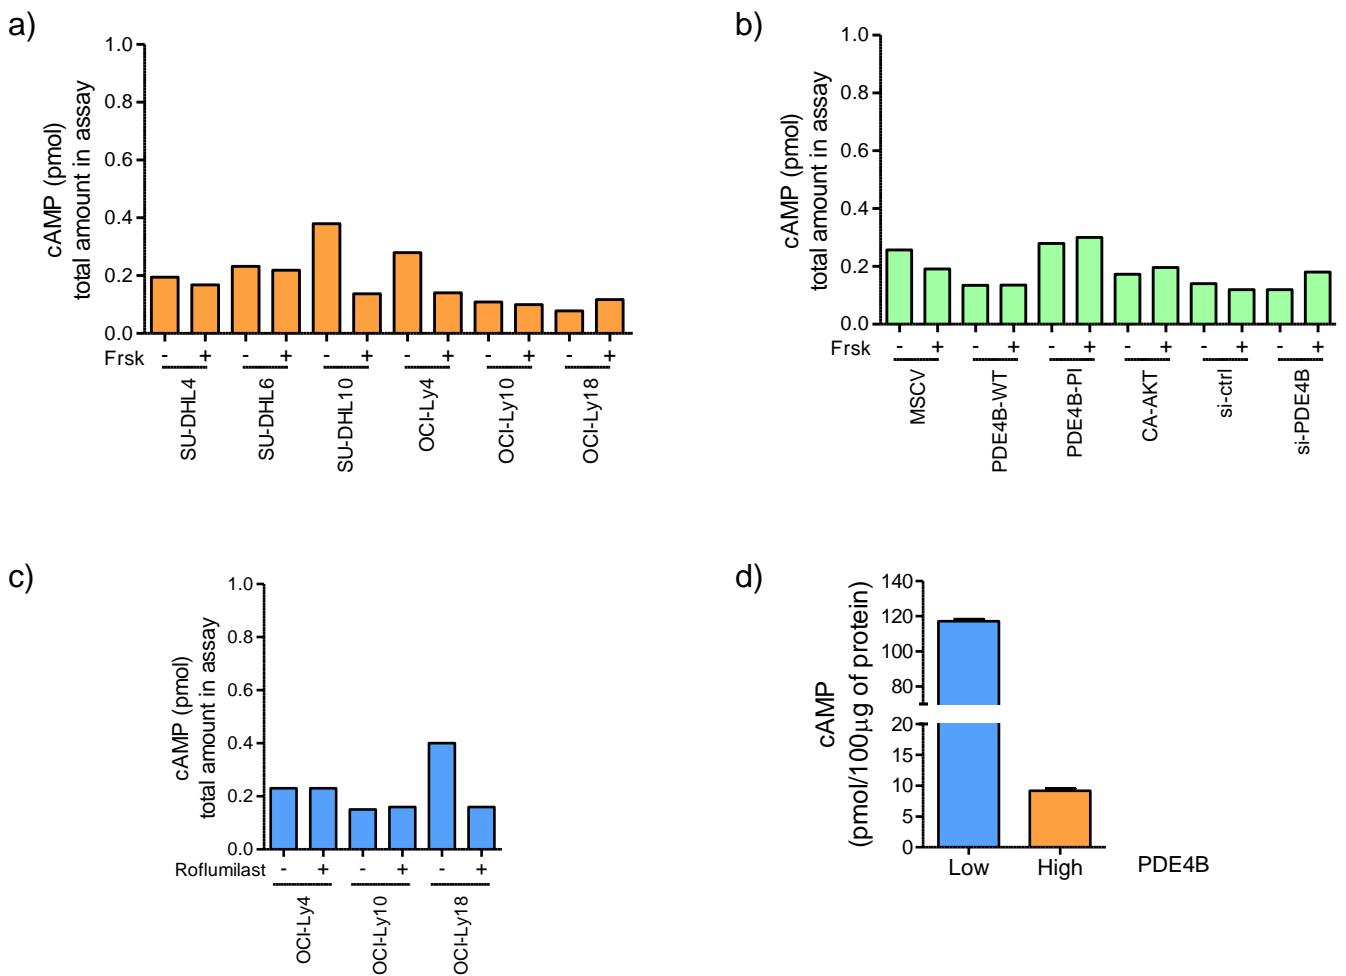 a)
cAMP (pmol)
total amount in assay
1.0
0.8
0.6
0.4
0.2
0.0
Frsk - + - + - + - + - + - +
SU-DHL4
SU-DHL6
SU-DHL10
OCI-Ly4
OCI-Ly10
OCI-Ly18
b)
cAMP (pmol)
total amount in assay
1.0
0.8
0.6
0.4
0.2
0.0
Frsk - + - + - + - + - + - +
MSCV
PDE4B-WT
PDE4B-PI
CA-AKT
si-ctrl
si-PDE4B
c)
cAMP (pmol)
total amount in assay
1.0
0.8
0.6
0.4
0.2
0.0
Roflumilast - + - + - +
OCI-Ly4
OCI-Ly10
OCI-Ly18
d)
cAMP
(pmol/100µg of protein)
140
120
100
80
20
15
10
5
0
Low High PDE4B